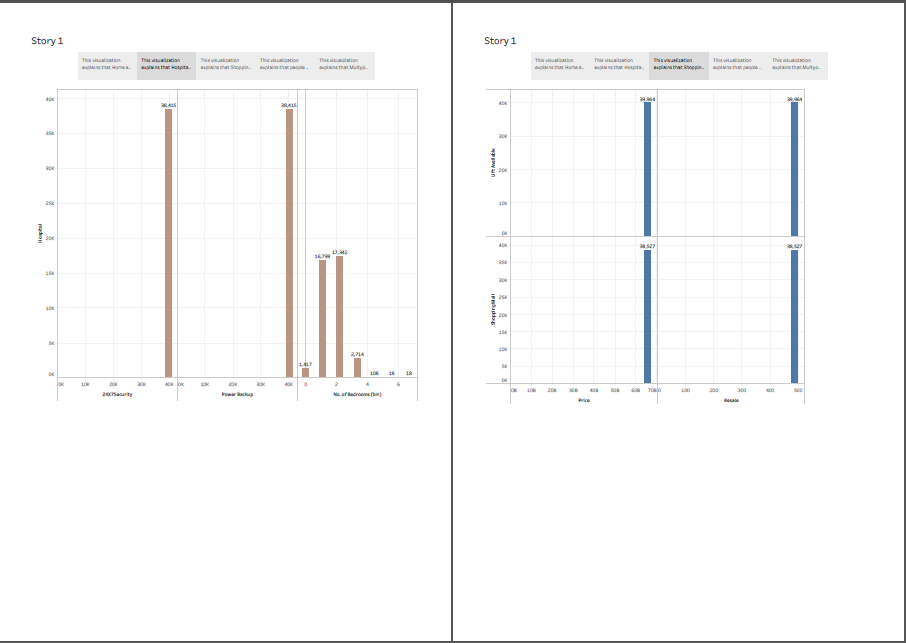 Story 1
This visualization
explains that Home a..
This visualization
explains that Hospita..
This visualization
explains that Shoppin..
This visualization
explains that people ..
This visualization
explains that Multyp..
Hospital
40K
35K
30K
25K
20K
15K
10K
5K
0K
38,415
38,415
1,417
16,798
17,342
2,714
108
18
18
0K 10K 20K 30K 40K
0K 10K 20K 30K 40K
0 2 4 6
24X7Security
Power Backup
No. of Bedrooms (bin)
Story 1
This visualization
explains that Home a..
This visualization
explains that Hospita..
This visualization
explains that Shoppin..
This visualization
explains that people ..
This visualization
explains that Multyp..
Lift Available
40K
30K
20K
10K
0K
39,964
39,964
ShoppingMall
40K
35K
30K
25K
20K
15K
10K
5K
0K
38,527
38,527
0B 10B 20B 30B 40B 50B 60B 70B
0 100 200 300 400 500
Price
Resale